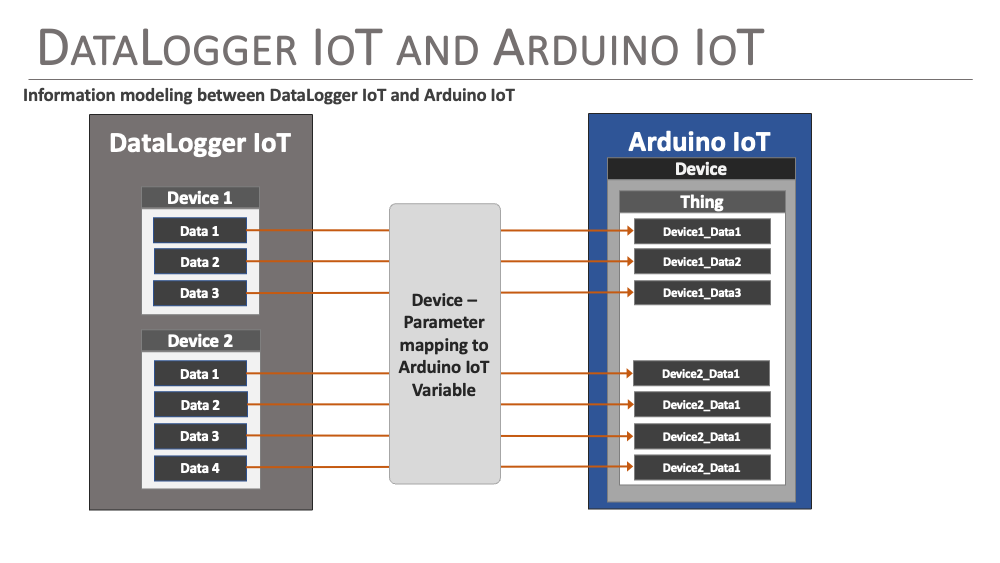 DATALOGGER IOT AND ARDUINO IOT
Information modeling between DataLogger IoT and Arduino IoT
DataLogger IoT
Device 1
Data 1
Data 2
Data 3
Device 2
Data 1
Data 2
Data 3
Data 4
Device –
Parameter
mapping to
Arduino IoT
Variable
Arduino IoT
Device
Thing
Device1_Data1
Device1_Data2
Device1_Data3
Device2_Data1
Device2_Data1
Device2_Data1
Device2_Data1